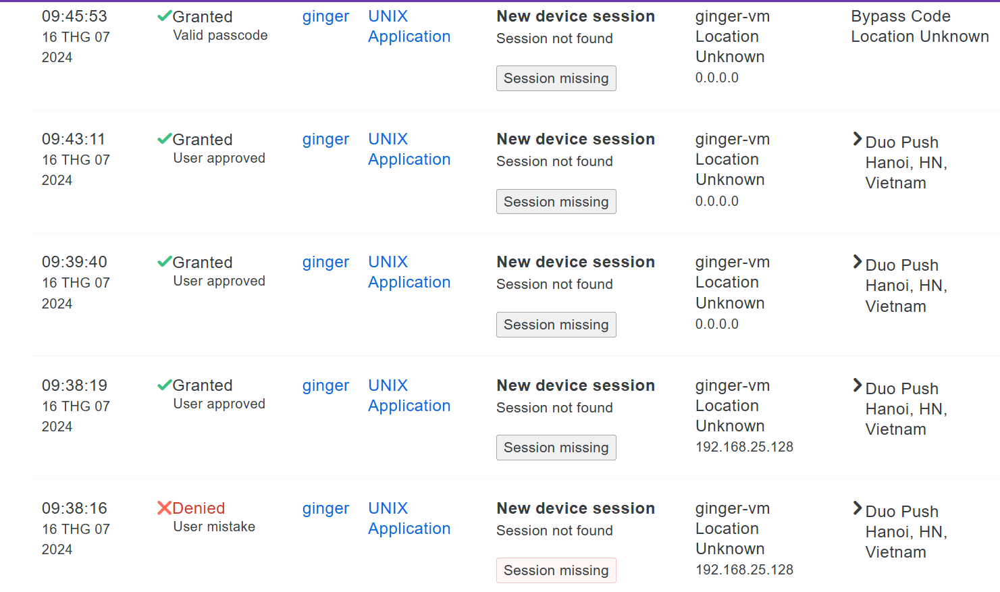 09:45:53
16 THG 07
2024
Granted
Valid passcode
ginger
UNIX
Application
New device session
Session not found
Session missing
ginger-vm
Location
Unknown
0.0.0.0
Bypass Code
Location Unknown
09:43:11
16 THG 07
2024
Granted
User approved
ginger
UNIX
Application
New device session
Session not found
Session missing
ginger-vm
Location
Unknown
0.0.0.0
Duo Push
Hanoi, HN,
Vietnam
09:39:40
16 THG 07
2024
Granted
User approved
ginger
UNIX
Application
New device session
Session not found
Session missing
ginger-vm
Location
Unknown
0.0.0.0
Duo Push
Hanoi, HN,
Vietnam
09:38:19
16 THG 07
2024
Granted
User approved
ginger
UNIX
Application
New device session
Session not found
Session missing
ginger-vm
Location
Unknown
192.168.25.128
Duo Push
Hanoi, HN,
Vietnam
09:38:16
16 THG 07
2024
Denied
User mistake
ginger
UNIX
Application
New device session
Session not found
Session missing
ginger-vm
Location
Unknown
192.168.25.128
Duo Push
Hanoi, HN,
Vietnam